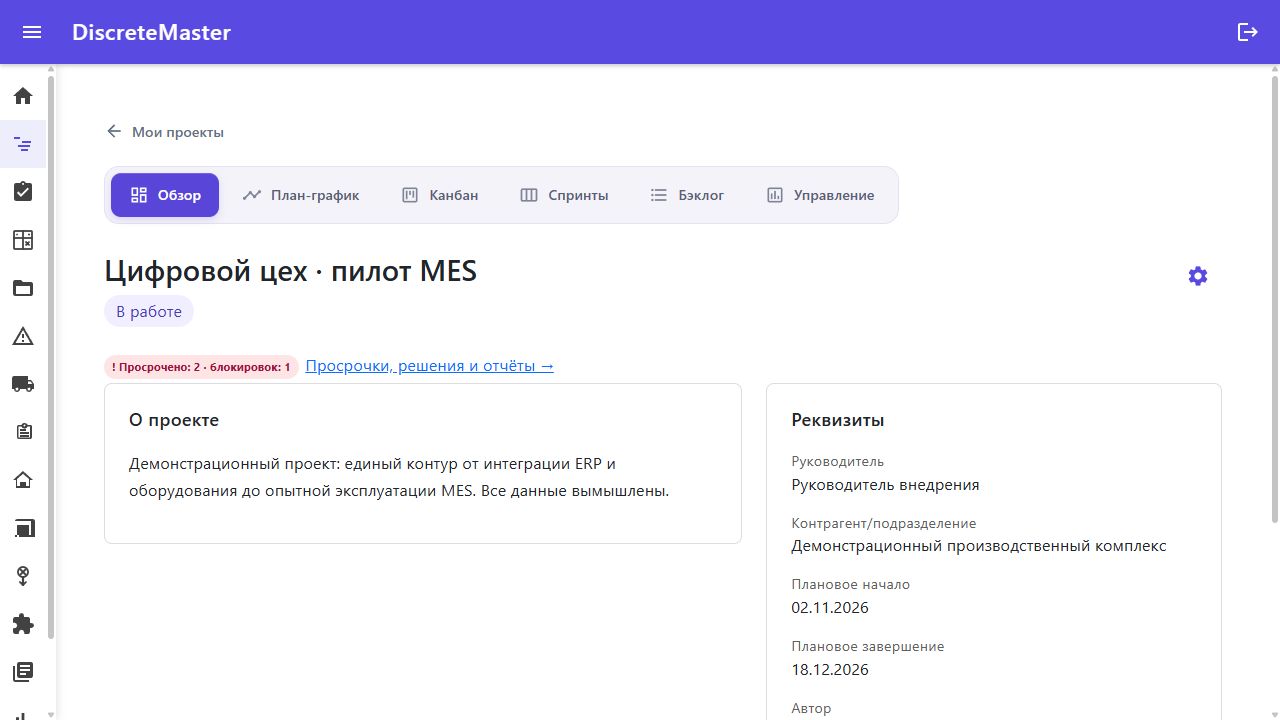 DiscreteMaster
Мои проекты
Обзор
План-график
Канбан
Спринты
Бэклог
Управление
Цифровой цех · пилот MES
В работе
! Просрочено: 2 · блокировок: 1
Просрочки, решения и отчёты →
О проекте
Демонстрационный проект: единый контур от интеграции ERP и
оборудования до опытной эксплуатации MES. Все данные вымышлены.
Реквизиты
Руководитель
Руководитель внедрения
Контрагент/подразделение
Демонстрационный производственный комплекс
Плановое начало
02.11.2026
Плановое завершение
18.12.2026
Автор